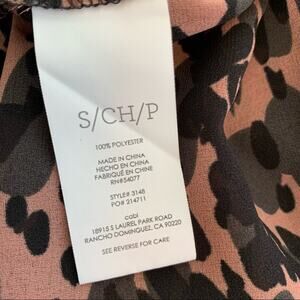 S/CH/P
100% POLYESTER
MADE IN CHINA
HECHO EN CHINA
FABRIQUÉ EN CHINE
RN#54077
STYLE# 3148
PO# 214711
cabi
18915 S LAUREL PARK ROAD
RANCHO DOMINGUEZ, CA 90220
SEE REVERSE FOR CARE